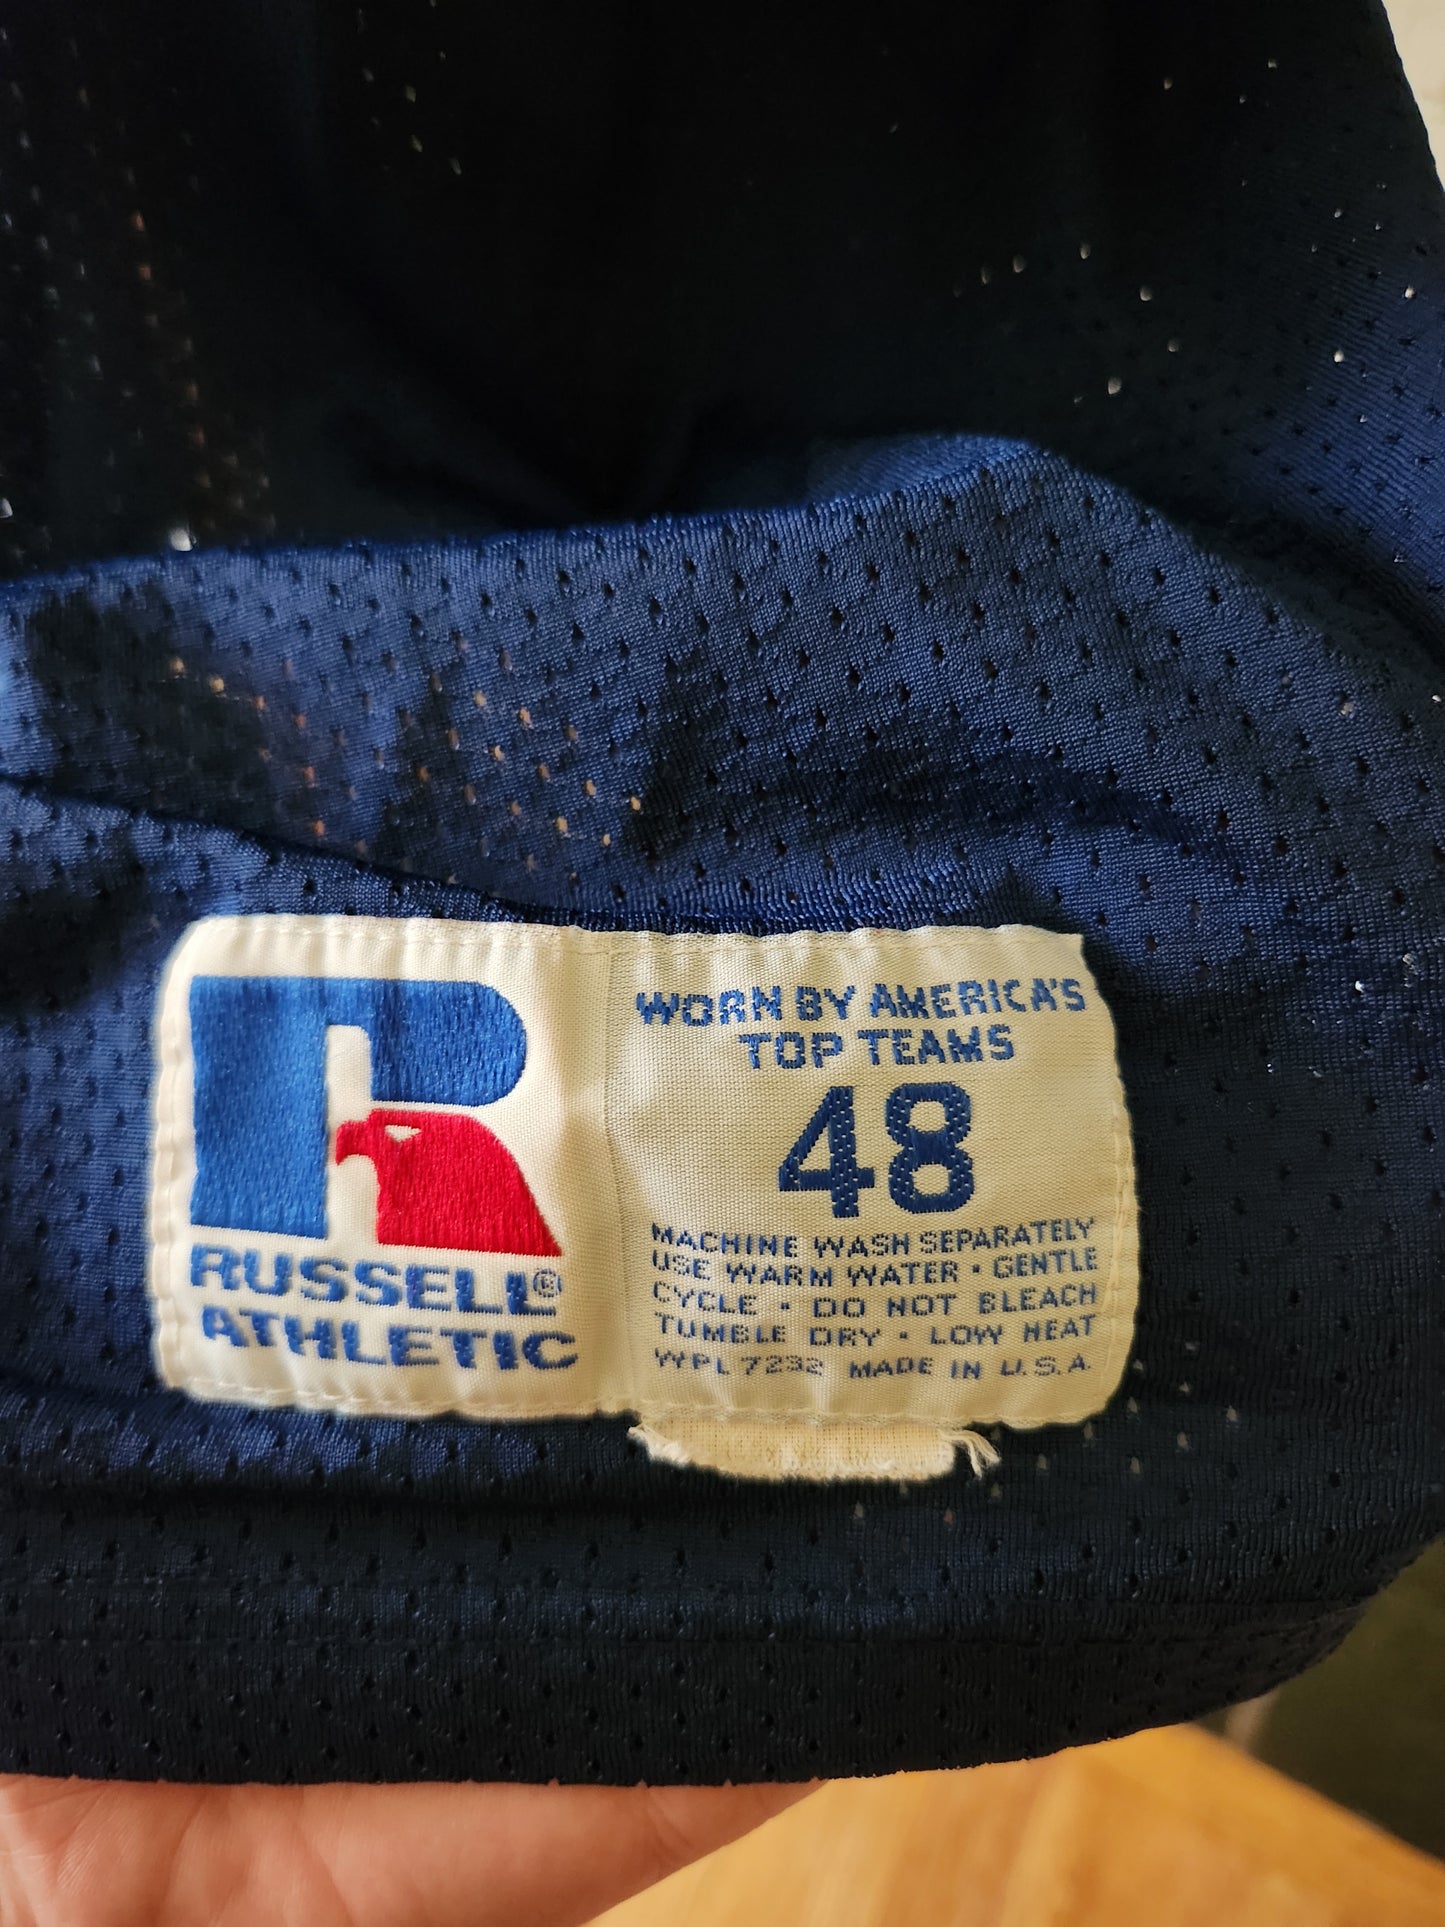 R
RUSSELL®
ATHLETIC
WORN BY AMERICA'S
TOP TEAMS
48
MACHINE WASH SEPARATELY
USE WARM WATER • GENTLE
CYCLE • DO NOT BLEACH
TUMBLE DRY • LOW HEAT
WPL 7232 MADE IN U.S.A.